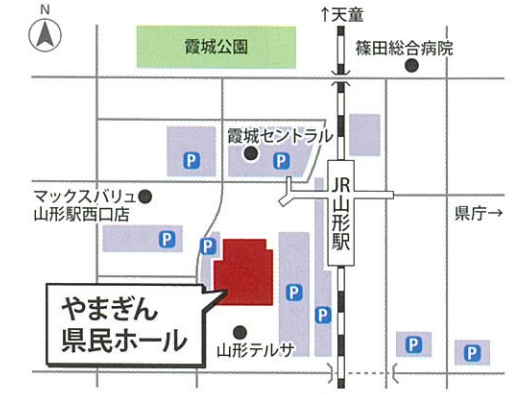 N
↑天童
霞城公園
篠田総合病院
霞城セントラル
P
P
マックスバリュ
山形駅西口店
JR山形駅
県庁→
P
P
P
P
やまぎん
県民ホール
山形テルサ
P
P